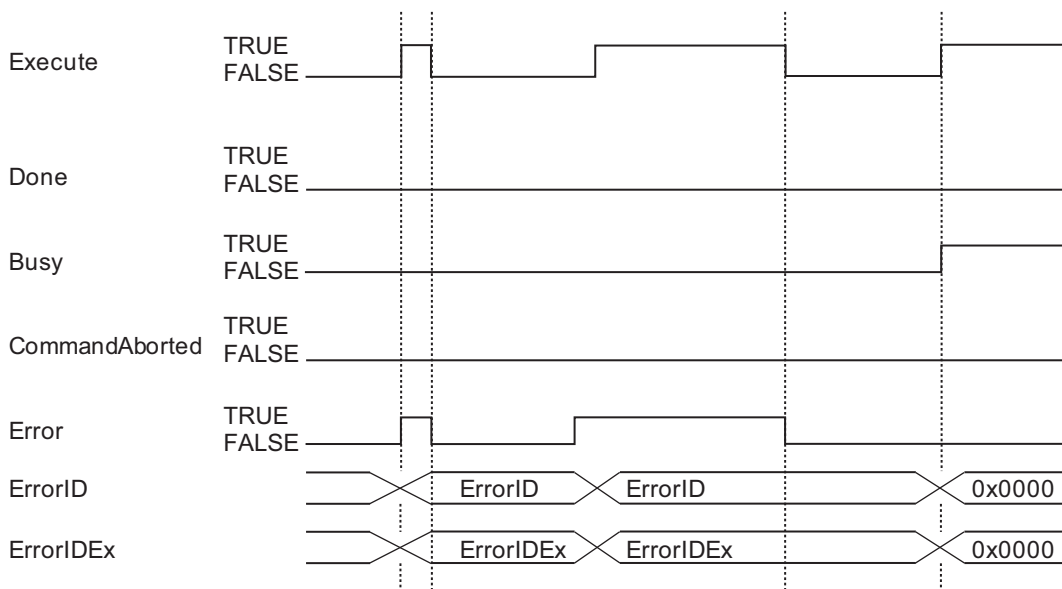 Execute TRUE
FALSE
Done TRUE
FALSE
Busy TRUE
FALSE
CommandAborted TRUE
FALSE
Error TRUE
FALSE
ErrorID ErrorID ErrorID 0x0000
ErrorIDEx ErrorIDEx ErrorIDEx 0x0000